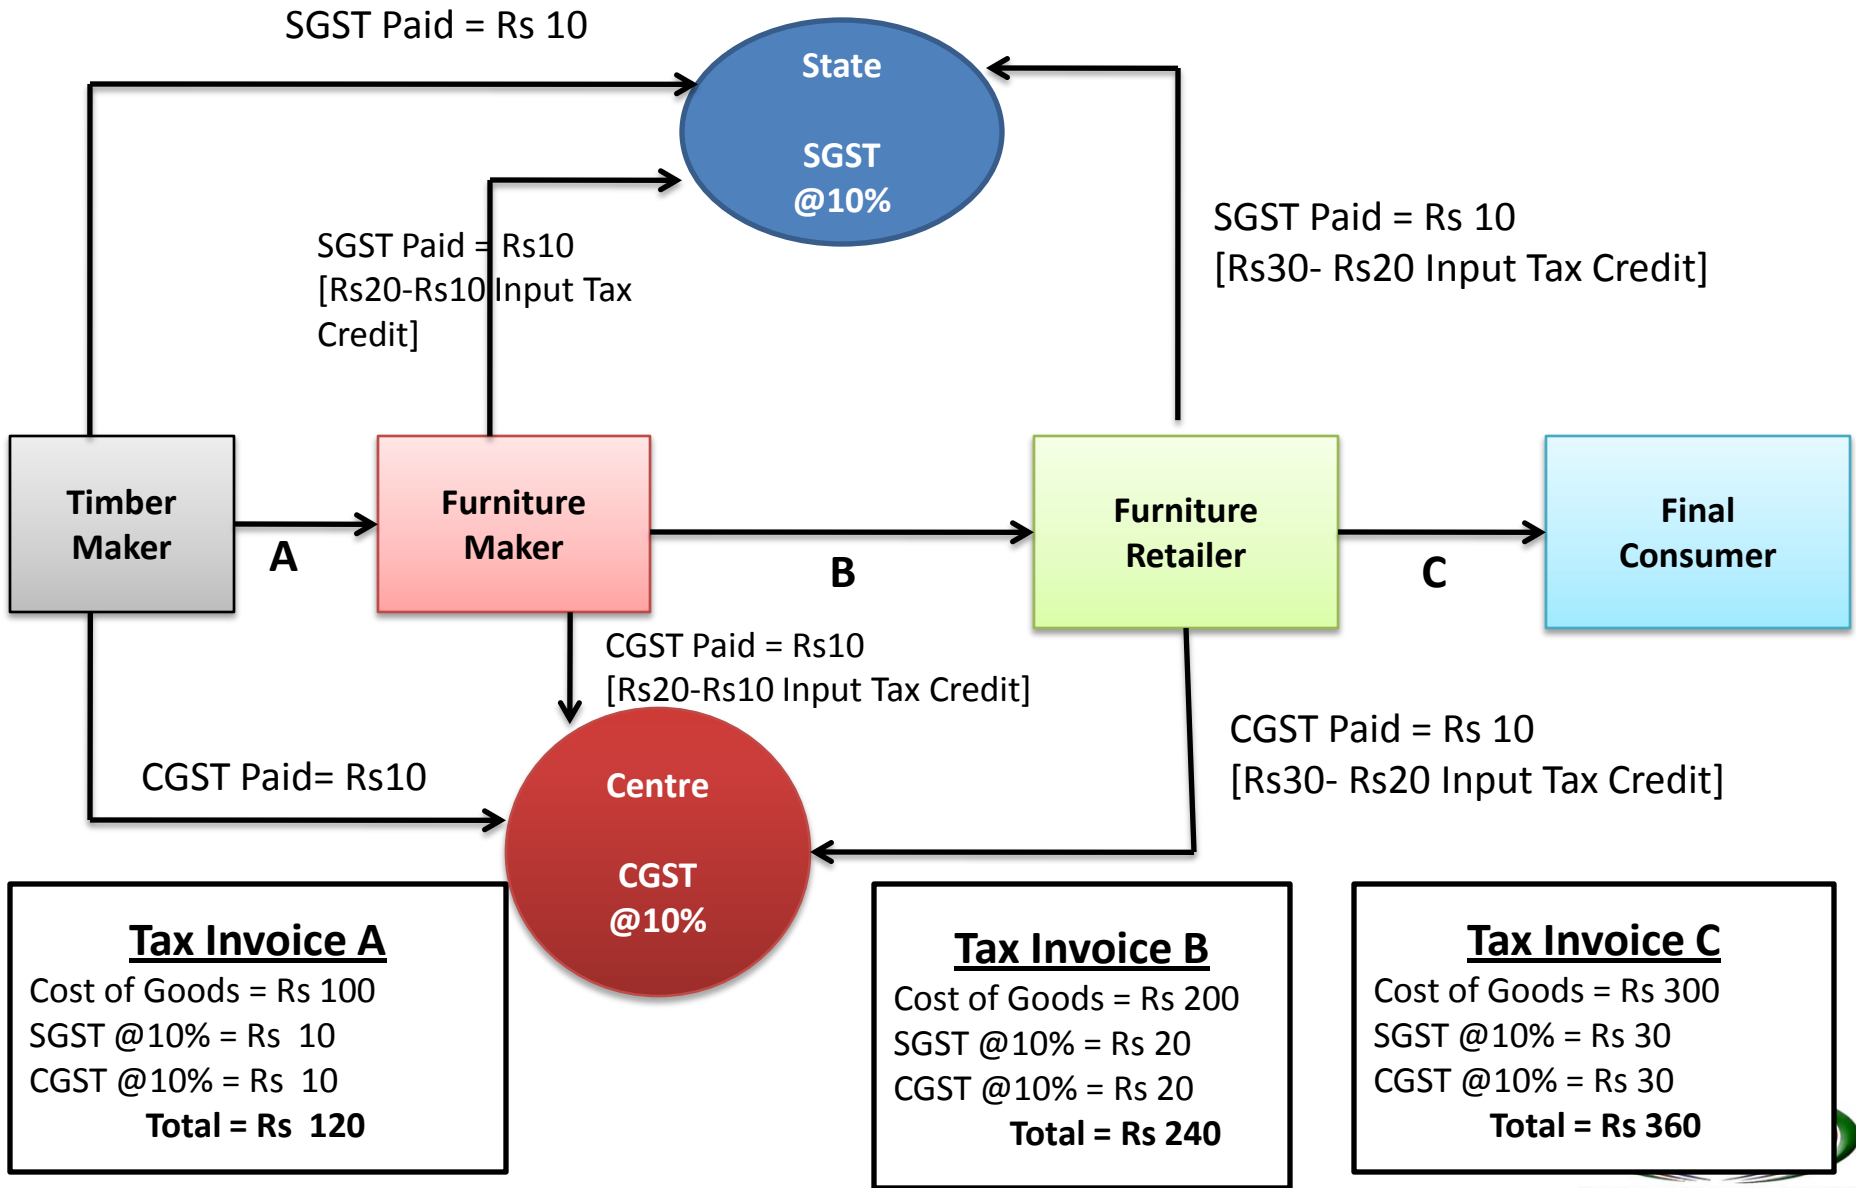 SGST Paid = Rs 10
State
SGST
@10%
SGST Paid = Rs10
[Rs20-Rs10 Input Tax
Credit]
SGST Paid = Rs 10
[Rs30- Rs20 Input Tax Credit]
Timber
Maker
A
Furniture
Maker
B
Furniture
Retailer
C
Final
Consumer
CGST Paid = Rs10
[Rs20-Rs10 Input Tax Credit]
CGST Paid= Rs10
Centre
CGST
@10%
CGST Paid = Rs 10
[Rs30- Rs20 Input Tax Credit]
Tax Invoice A
Cost of Goods = Rs 100
SGST @10% = Rs  10
CGST @10% = Rs  10
Total = Rs  120
Tax Invoice B
Cost of Goods = Rs 200
SGST @10% = Rs 20
CGST @10% = Rs 20
Total = Rs 240
Tax Invoice C
Cost of Goods = Rs 300
SGST @10% = Rs 30
CGST @10% = Rs 30
Total = Rs 360